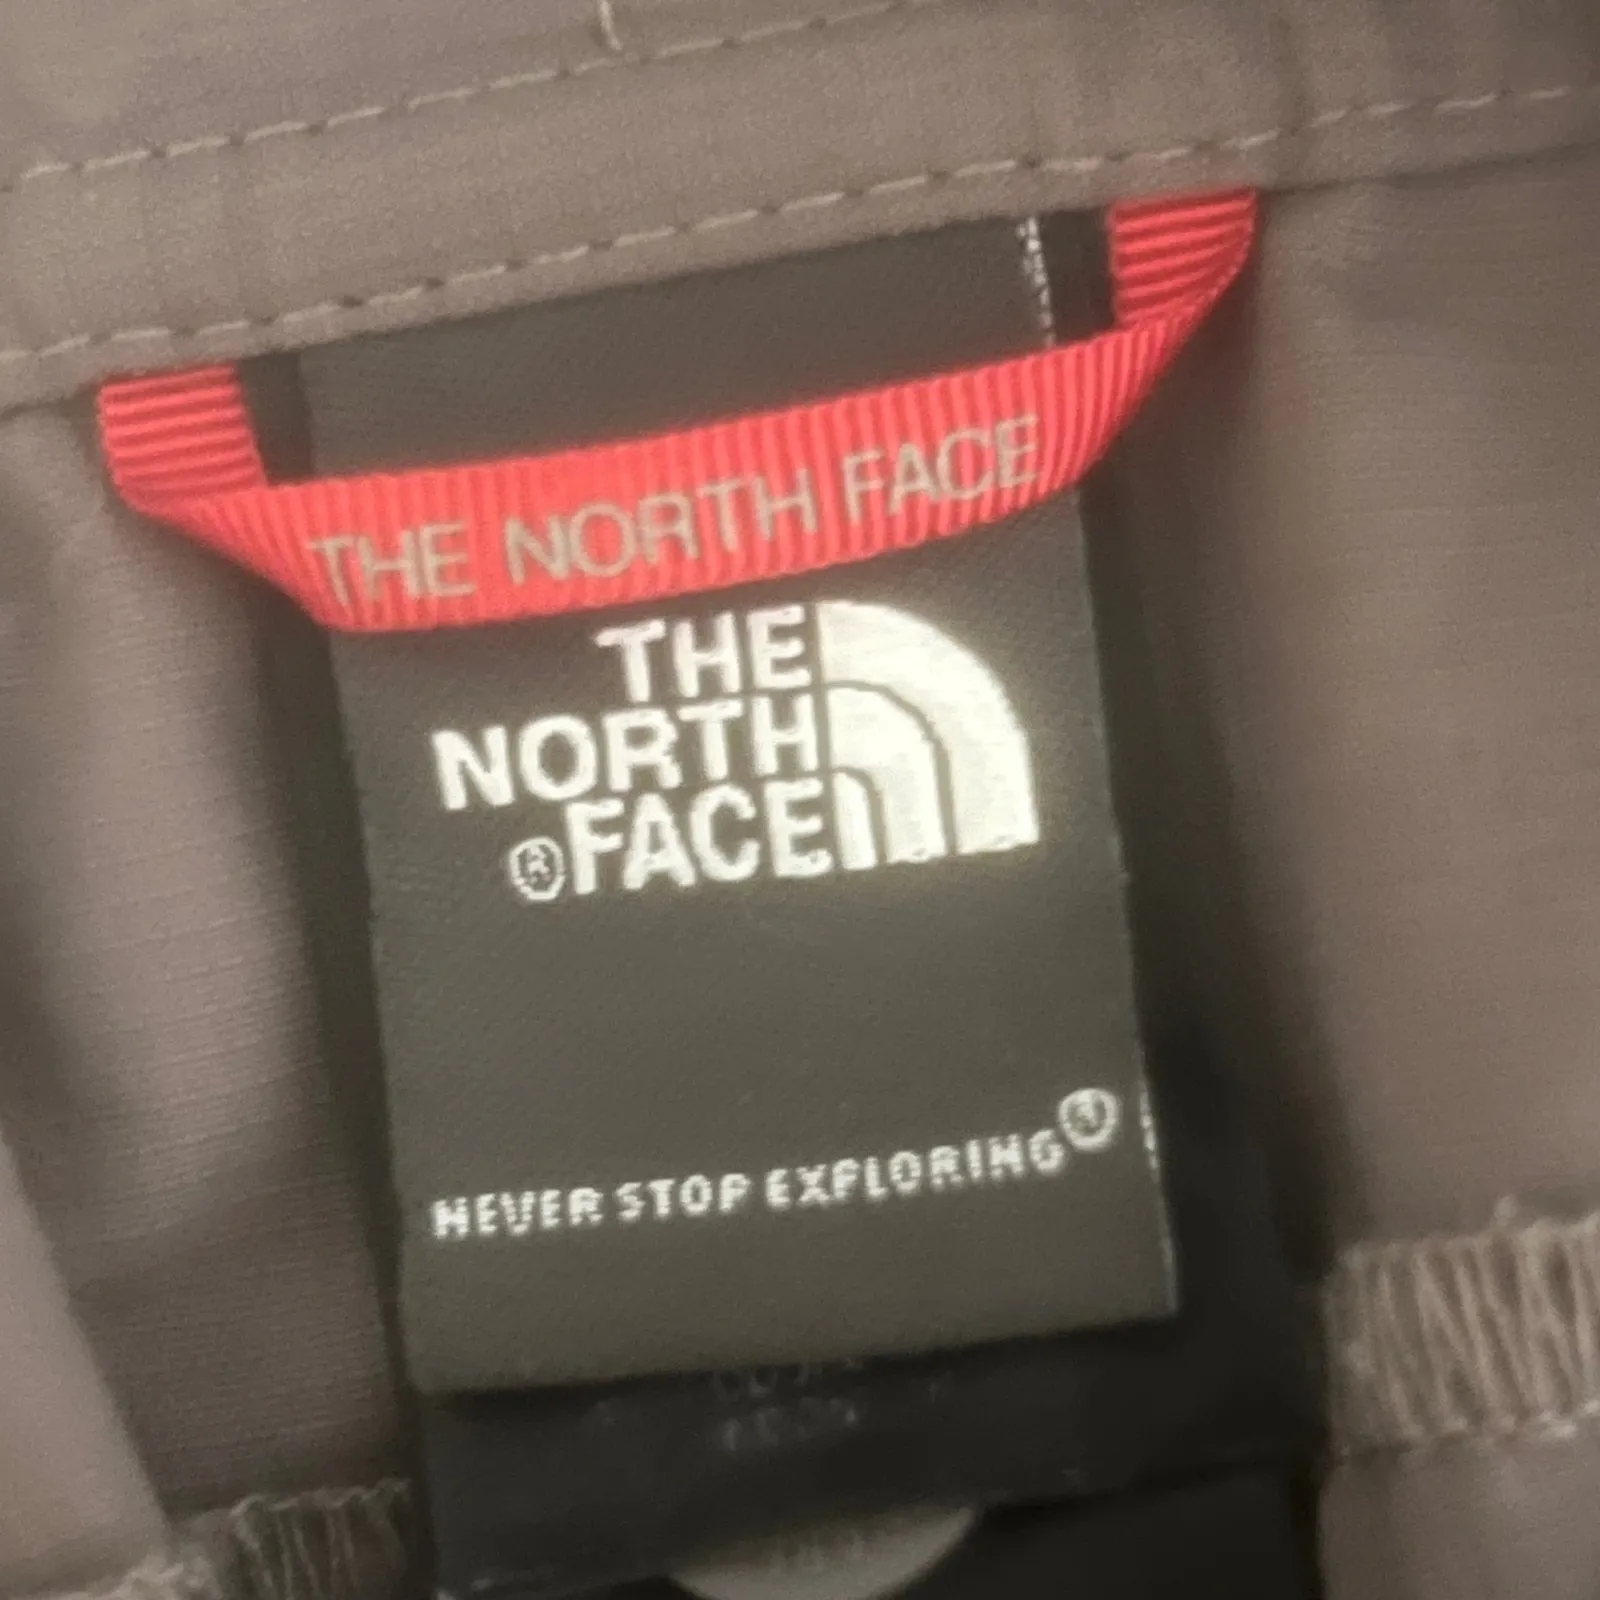 THE NORTH FACE
THE
NORTH
®FACE
NEVER STOP EXPLORING®